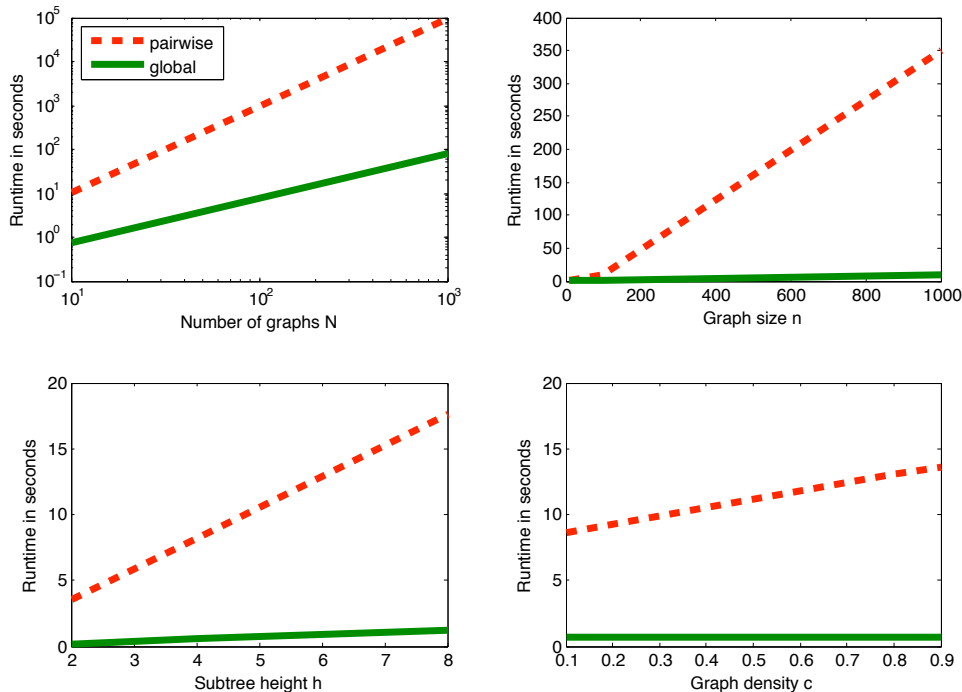 10^5
10^4
10^3
10^2
10^1
10^0
10^-1
Runtime in seconds
pairwise
global
10^1 10^2 10^3
Number of graphs N
400
350
300
250
200
150
100
50
0
Runtime in seconds
0 200 400 600 800 1000
Graph size n
20
15
10
5
0
Runtime in seconds
2 3 4 5 6 7 8
Subtree height h
20
15
10
5
0
Runtime in seconds
0.1 0.2 0.3 0.4 0.5 0.6 0.7 0.8 0.9
Graph density c